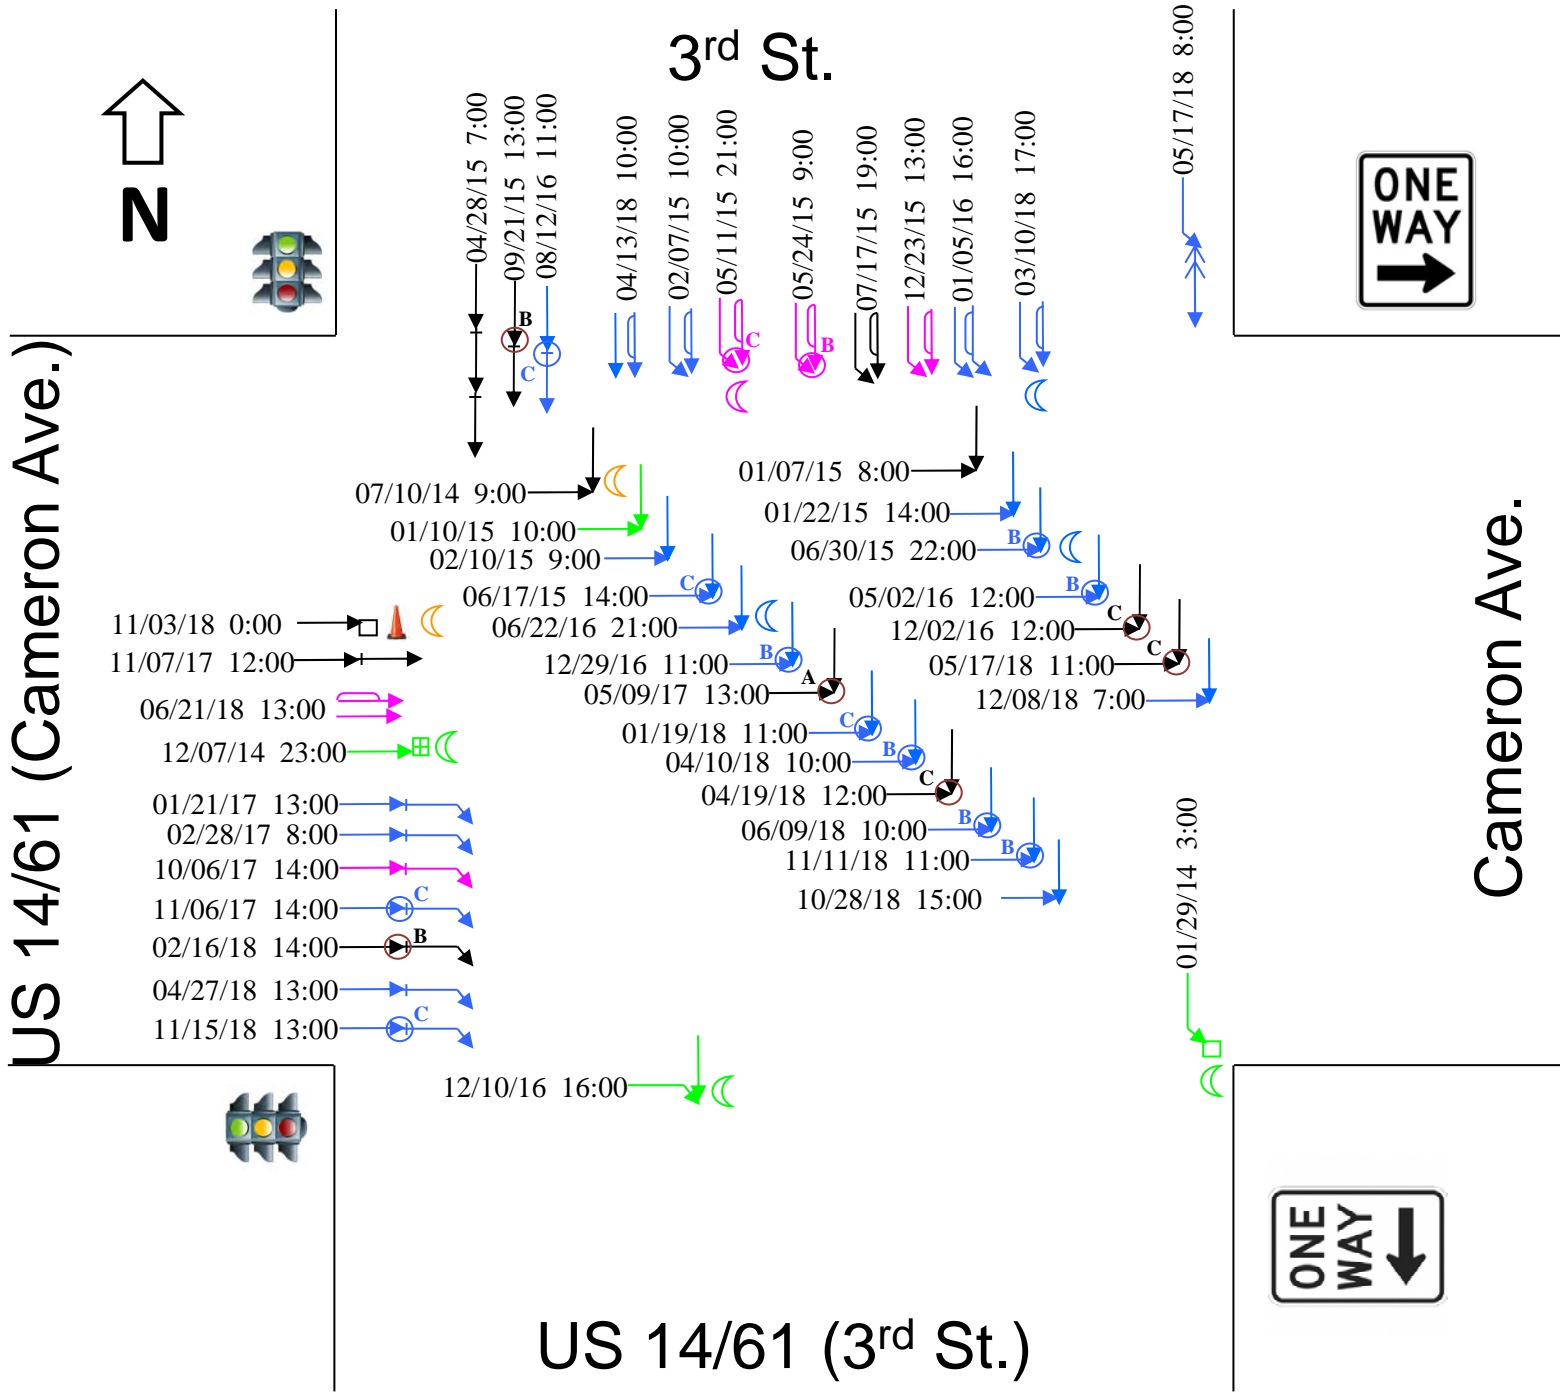 3rd St.
N
04/28/15 7:00
09/21/15 13:00
08/12/16 11:00
04/13/18 10:00
02/07/15 10:00
05/11/15 21:00
05/24/15 9:00
07/17/15 19:00
12/23/15 13:00
01/05/16 16:00
03/10/18 17:00
05/17/18 8:00
ONE
WAY
B
C
C
B
US 14/61 (Cameron Ave.)
Cameron Ave.
07/10/14 9:00
01/10/15 10:00
02/10/15 9:00
06/17/15 14:00
C
06/22/16 21:00
12/29/16 11:00
B
05/09/17 13:00
A
01/19/18 11:00
C
04/10/18 10:00
B
04/19/18 12:00
C
06/09/18 10:00
B
11/11/18 11:00
B
10/28/18 15:00
01/07/15 8:00
01/22/15 14:00
06/30/15 22:00
B
05/02/16 12:00
B
12/02/16 12:00
C
05/17/18 11:00
C
12/08/18 7:00
11/03/18 0:00
11/07/17 12:00
06/21/18 13:00
12/07/14 23:00
01/21/17 13:00
02/28/17 8:00
10/06/17 14:00
11/06/17 14:00
C
02/16/18 14:00
B
04/27/18 13:00
11/15/18 13:00
C
12/10/16 16:00
01/29/14 3:00
ONE
WAY
US 14/61 (3rd St.)